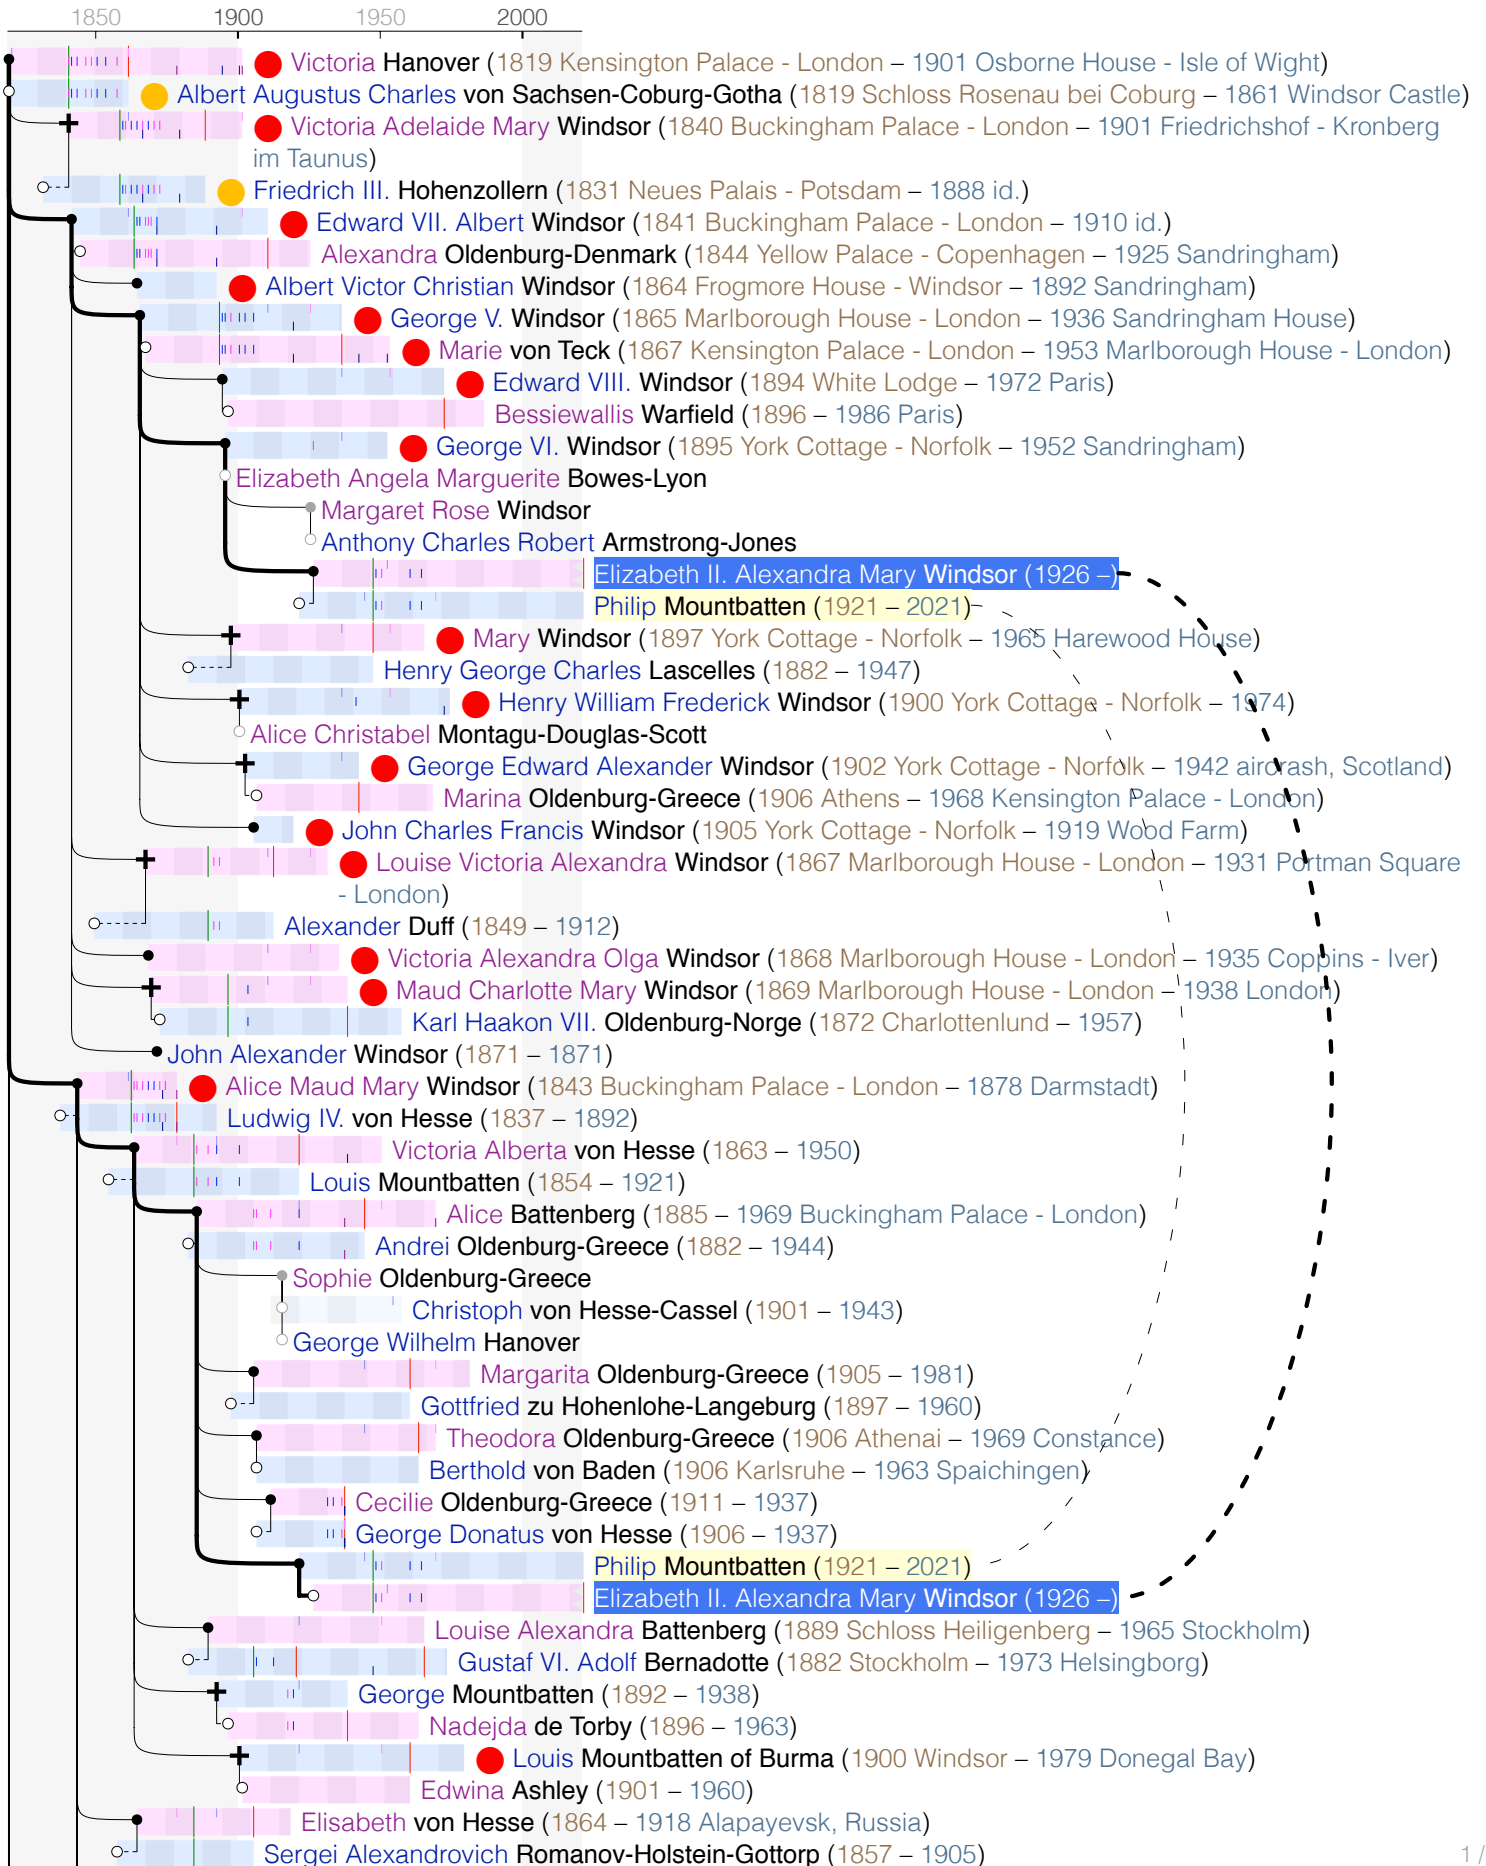 1850 1900 1950 2000
Victoria Hanover (1819 Kensington Palace - London – 1901 Osborne House - Isle of Wight)
Albert Augustus Charles von Sachsen-Coburg-Gotha (1819 Schloss Rosenau bei Coburg – 1861 Windsor Castle)
Victoria Adelaide Mary Windsor (1840 Buckingham Palace - London – 1901 Friedrichshof - Kronberg
im Taunus)
Friedrich III. Hohenzollern (1831 Neues Palais - Potsdam – 1888 id.)
Edward VII. Albert Windsor (1841 Buckingham Palace - London – 1910 id.)
Alexandra Oldenburg-Denmark (1844 Yellow Palace - Copenhagen – 1925 Sandringham)
Albert Victor Christian Windsor (1864 Frogmore House - Windsor – 1892 Sandringham)
George V. Windsor (1865 Marlborough House - London – 1936 Sandringham House)
Marie von Teck (1867 Kensington Palace - London – 1953 Marlborough House - London)
Edward VIII. Windsor (1894 White Lodge – 1972 Paris)
Bessiewallis Warfield (1896 – 1986 Paris)
George VI. Windsor (1895 York Cottage - Norfolk – 1952 Sandringham)
Elizabeth Angela Marguerite Bowes-Lyon
Margaret Rose Windsor
Anthony Charles Robert Armstrong-Jones
Elizabeth II. Alexandra Mary Windsor (1926 –)
Philip Mountbatten (1921 – 2021)
Mary Windsor (1897 York Cottage - Norfolk – 1965 Harewood House)
Henry George Charles Lascelles (1882 – 1947)
Henry William Frederick Windsor (1900 York Cottage - Norfolk – 1974)
Alice Christabel Montagu-Douglas-Scott
George Edward Alexander Windsor (1902 York Cottage - Norfolk – 1942 aircrash, Scotland)
Marina Oldenburg-Greece (1906 Athens – 1968 Kensington Palace - London)
John Charles Francis Windsor (1905 York Cottage - Norfolk – 1919 Wood Farm)
Louise Victoria Alexandra Windsor (1867 Marlborough House - London – 1931 Portman Square
- London)
Alexander Duff (1849 – 1912)
Victoria Alexandra Olga Windsor (1868 Marlborough House - London – 1935 Coppins - Iver)
Maud Charlotte Mary Windsor (1869 Marlborough House - London – 1938 London)
Karl Haakon VII. Oldenburg-Norge (1872 Charlottenlund – 1957)
John Alexander Windsor (1871 – 1871)
Alice Maud Mary Windsor (1843 Buckingham Palace - London – 1878 Darmstadt)
Ludwig IV. von Hesse (1837 – 1892)
Victoria Alberta von Hesse (1863 – 1950)
Louis Mountbatten (1854 – 1921)
Alice Battenberg (1885 – 1969 Buckingham Palace - London)
Andrei Oldenburg-Greece (1882 – 1944)
Sophie Oldenburg-Greece
Christoph von Hesse-Cassel (1901 – 1943)
George Wilhelm Hanover
Margarita Oldenburg-Greece (1905 – 1981)
Gottfried zu Hohenlohe-Langeburg (1897 – 1960)
Theodora Oldenburg-Greece (1906 Athenai – 1969 Constance)
Berthold von Baden (1906 Karlsruhe – 1963 Spaichingen)
Cecilie Oldenburg-Greece (1911 – 1937)
George Donatus von Hesse (1906 – 1937)
Philip Mountbatten (1921 – 2021)
Elizabeth II. Alexandra Mary Windsor (1926 –)
Louise Alexandra Battenberg (1889 Schloss Heiligenberg – 1965 Stockholm)
Gustaf VI. Adolf Bernadotte (1882 Stockholm – 1973 Helsingborg)
George Mountbatten (1892 – 1938)
Nadejda de Torby (1896 – 1963)
Louis Mountbatten of Burma (1900 Windsor – 1979 Donegal Bay)
Edwina Ashley (1901 – 1960)
Elisabeth von Hesse (1864 – 1918 Alapayevsk, Russia)
Sergei Alexandrovich Romanov-Holstein-Gottorp (1857 – 1905)
1 /